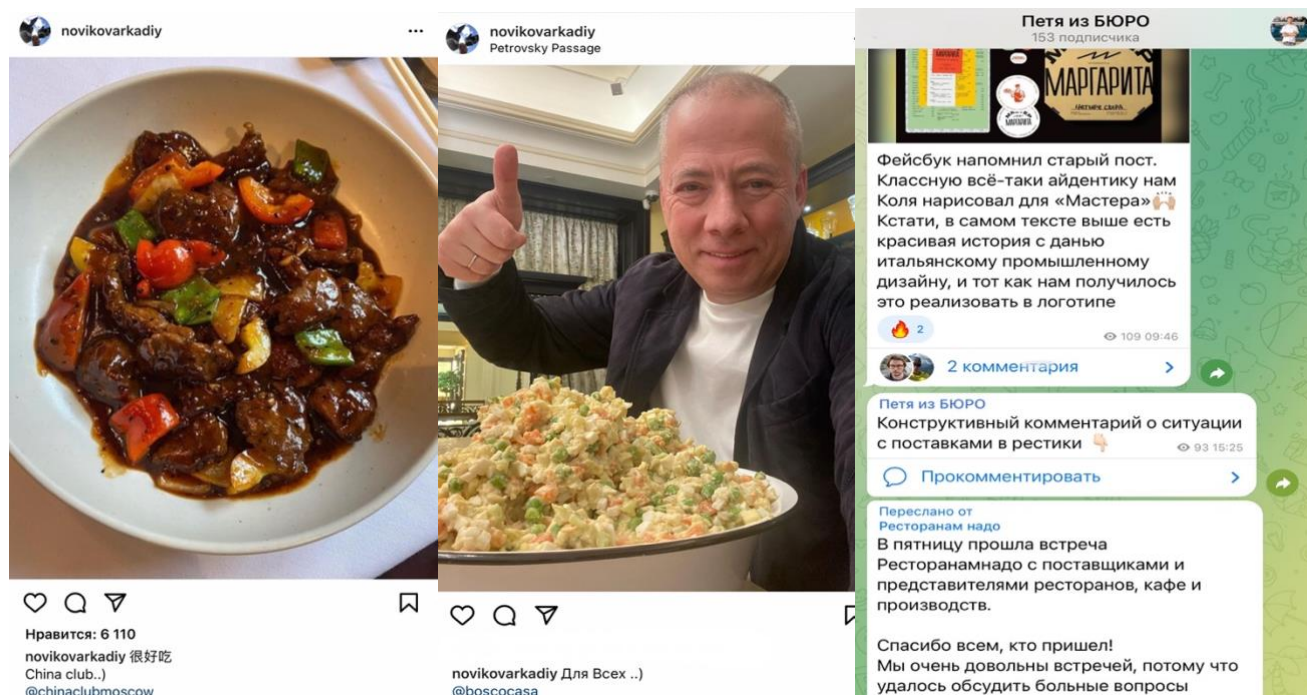 novikovarkadiy
Нравится: 6 110
novikovarkadiy 很好吃
China club..)
@chinaclubmoscow
novikovarkadiy
Petrovsky Passage
novikovarkadiy Для Всех ..)
@boscocasa
Петя из БЮРО
153 подписчика
МАРГАРИТА
МАРГАРИТА
Фейсбук напомнил старый пост.
Классную всё-таки айдентику нам
Коля нарисовал для «Мастера»🙌🏻
Кстати, в самом тексте выше есть
красивая история с данью
итальянскому промышленному
дизайну, и тот как нам получилось
это реализовать в логотипе
🔥 2
109 09:46
2 комментария
Петя из БЮРО
Конструктивный комментарий о ситуации
с поставками в рестики 👇🏻
93 15:25
Прокомментировать
Переслано от
Ресторанам надо
В пятницу прошла встреча
Ресторанамнадо с поставщиками и
представителями ресторанов, кафе и
производств.
Спасибо всем, кто пришел!
Мы очень довольны встречей, потому что
удалось обсудить больные вопросы